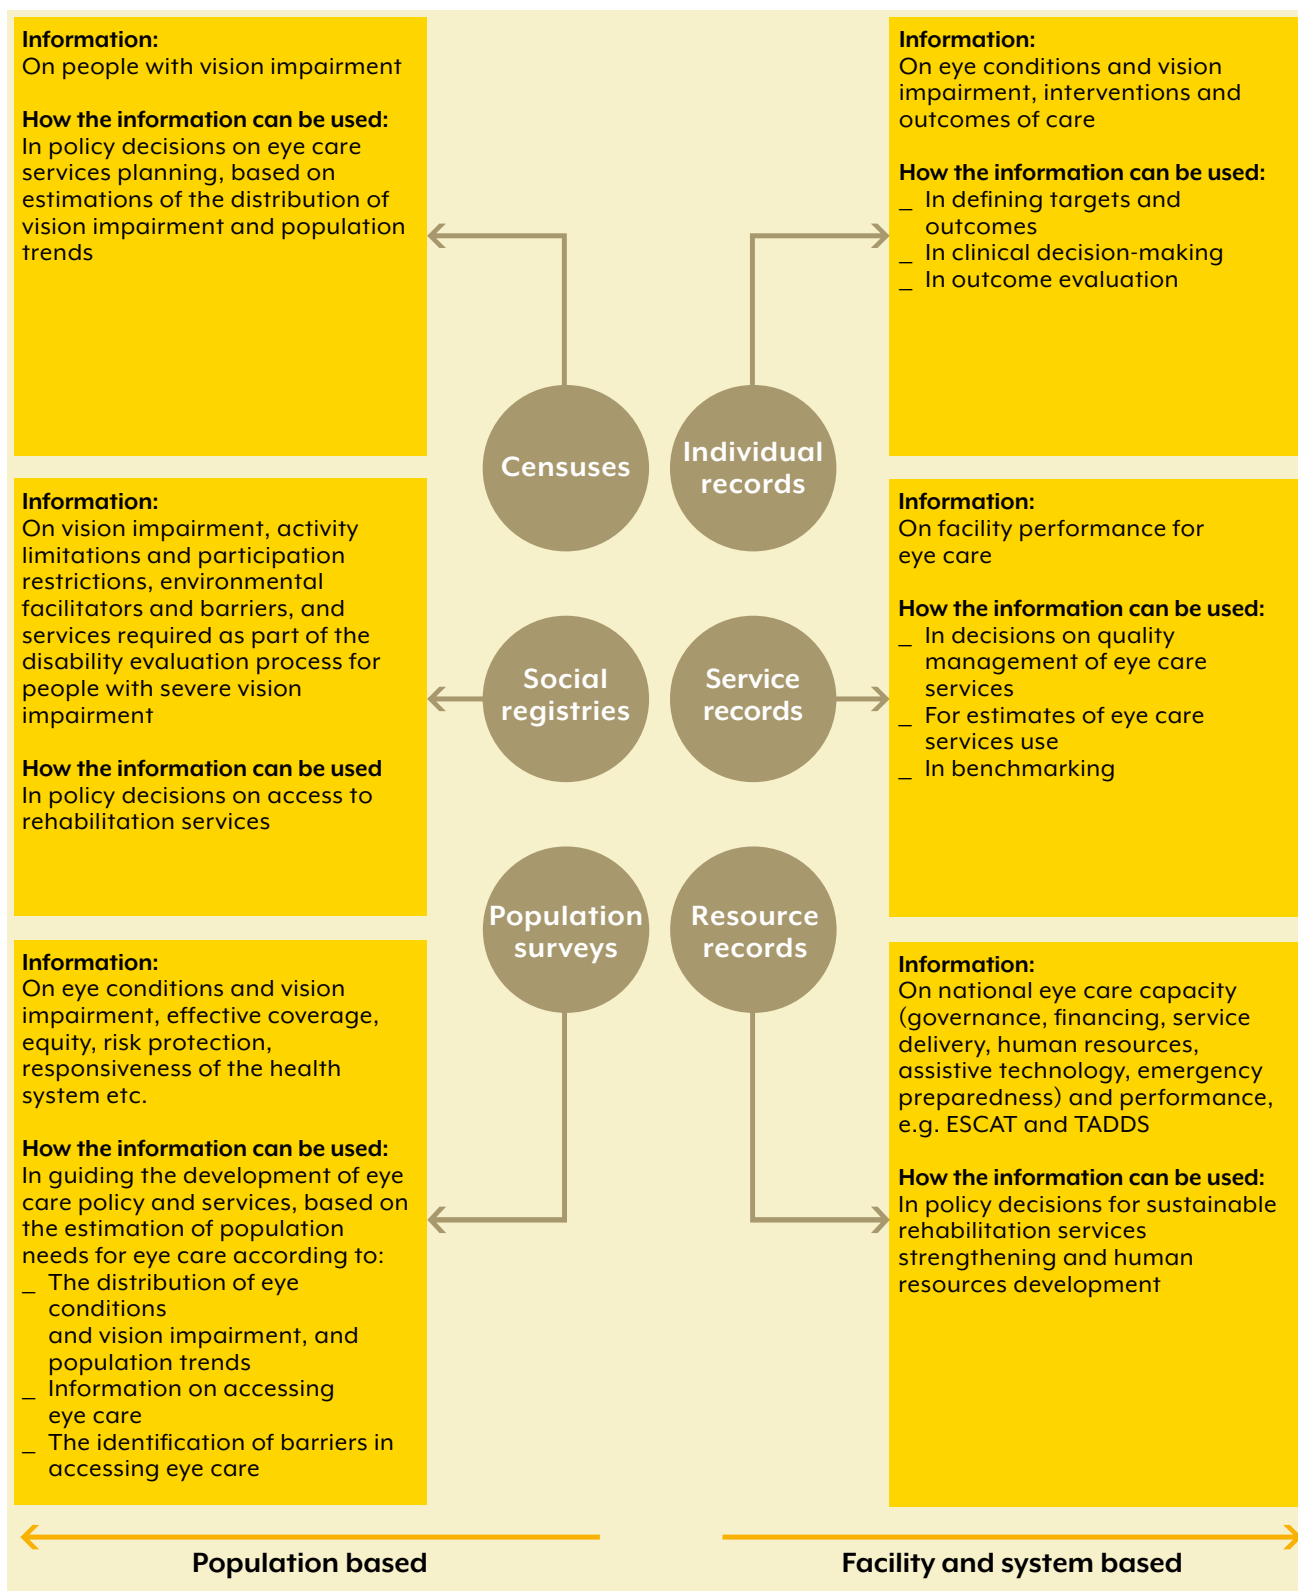 Information:
On people with vision impairment
How the information can be used:
In policy decisions on eye care
services planning, based on
estimations of the distribution of
vision impairment and population
trends
Information:
On vision impairment, activity
limitations and participation
restrictions, environmental
facilitators and barriers, and
services required as part of the
disability evaluation process for
people with severe vision
impairment
How the information can be used
In policy decisions on access to
rehabilitation services
Information:
On eye conditions and vision
impairment, effective coverage,
equity, risk protection,
responsiveness of the health
system etc.
How the information can be used:
In guiding the development of eye
care policy and services, based on
the estimation of population
needs for eye care according to:
_ The distribution of eye
conditions
and vision impairment, and
population trends
_ Information on accessing
eye care
_ The identification of barriers in
accessing eye care
Censuses
Individual
records
Social
registries
Service
records
Population
surveys
Resource
records
Information:
On eye conditions and vision
impairment, interventions and
outcomes of care
How the information can be used:
_ In defining targets and
outcomes
_ In clinical decision-making
_ In outcome evaluation
Information:
On facility performance for
eye care
How the information can be used:
_ In decisions on quality
management of eye care
services
_ For estimates of eye care
services use
_ In benchmarking
Information:
On national eye care capacity
(governance, financing, service
delivery, human resources,
assistive technology, emergency
preparedness) and performance,
e.g. ESCAT and TADDS
How the information can be used:
In policy decisions for sustainable
rehabilitation services
strengthening and human
resources development
Population based
Facility and system based